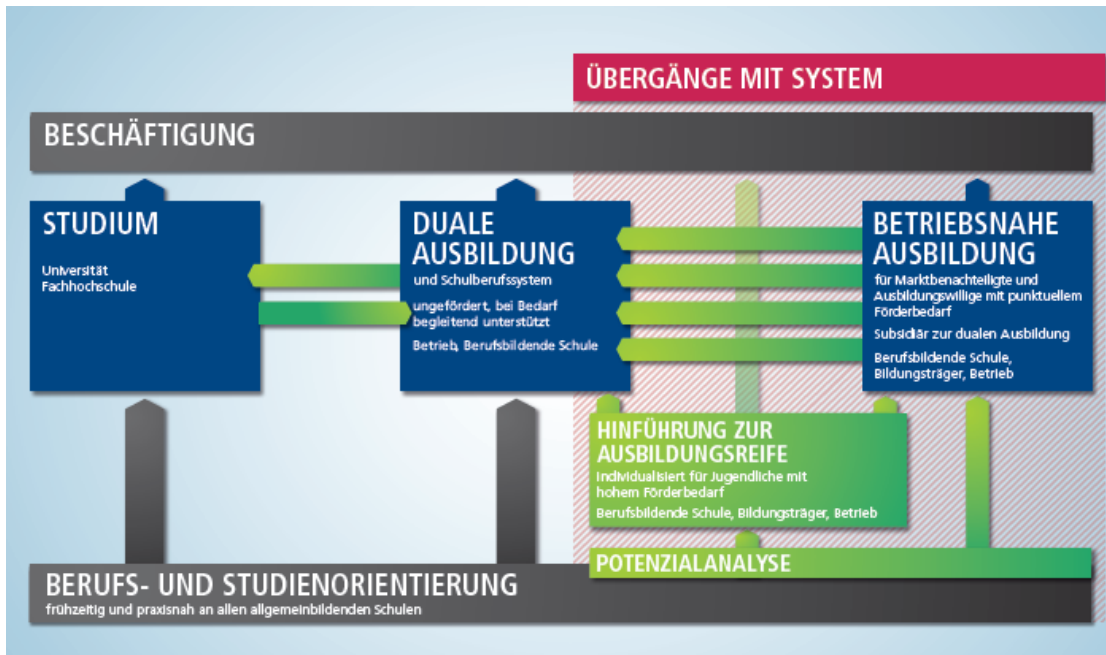 ÜBERGÄNGE MIT SYSTEM
BESCHÄFTIGUNG
STUDIUM
Universität
Fachhochschule
DUALE
AUSBILDUNG
und Schulberufssystem
ungefördert, bei Bedarf
begleitend unterstützt
Betrieb, Berufsbildende Schule
BETRIEBSNAHE
AUSBILDUNG
für Marktbenachteiligte und
Ausbildungswillige mit punktuellem
Förderbedarf
Subsidiär zur dualen Ausbildung
Berufsbildende Schule,
Bildungsträger, Betrieb
HINFÜHRUNG ZUR
AUSBILDUNGSREIFE
Individualisiert für Jugendliche mit
hohem Förderbedarf
Berufsbildende Schule, Bildungsträger, Betrieb
POTENZIALANALYSE
BERUFS- UND STUDIENORIENTIERUNG
frühzeitig und praxisnah an allen allgemeinbildenden Schulen